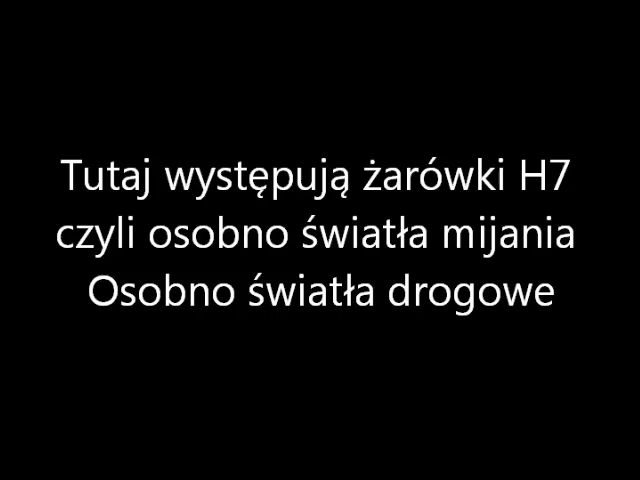 Tutaj występują żarówki H7
czyli osobno światła mijania
Osobno światła drogowe